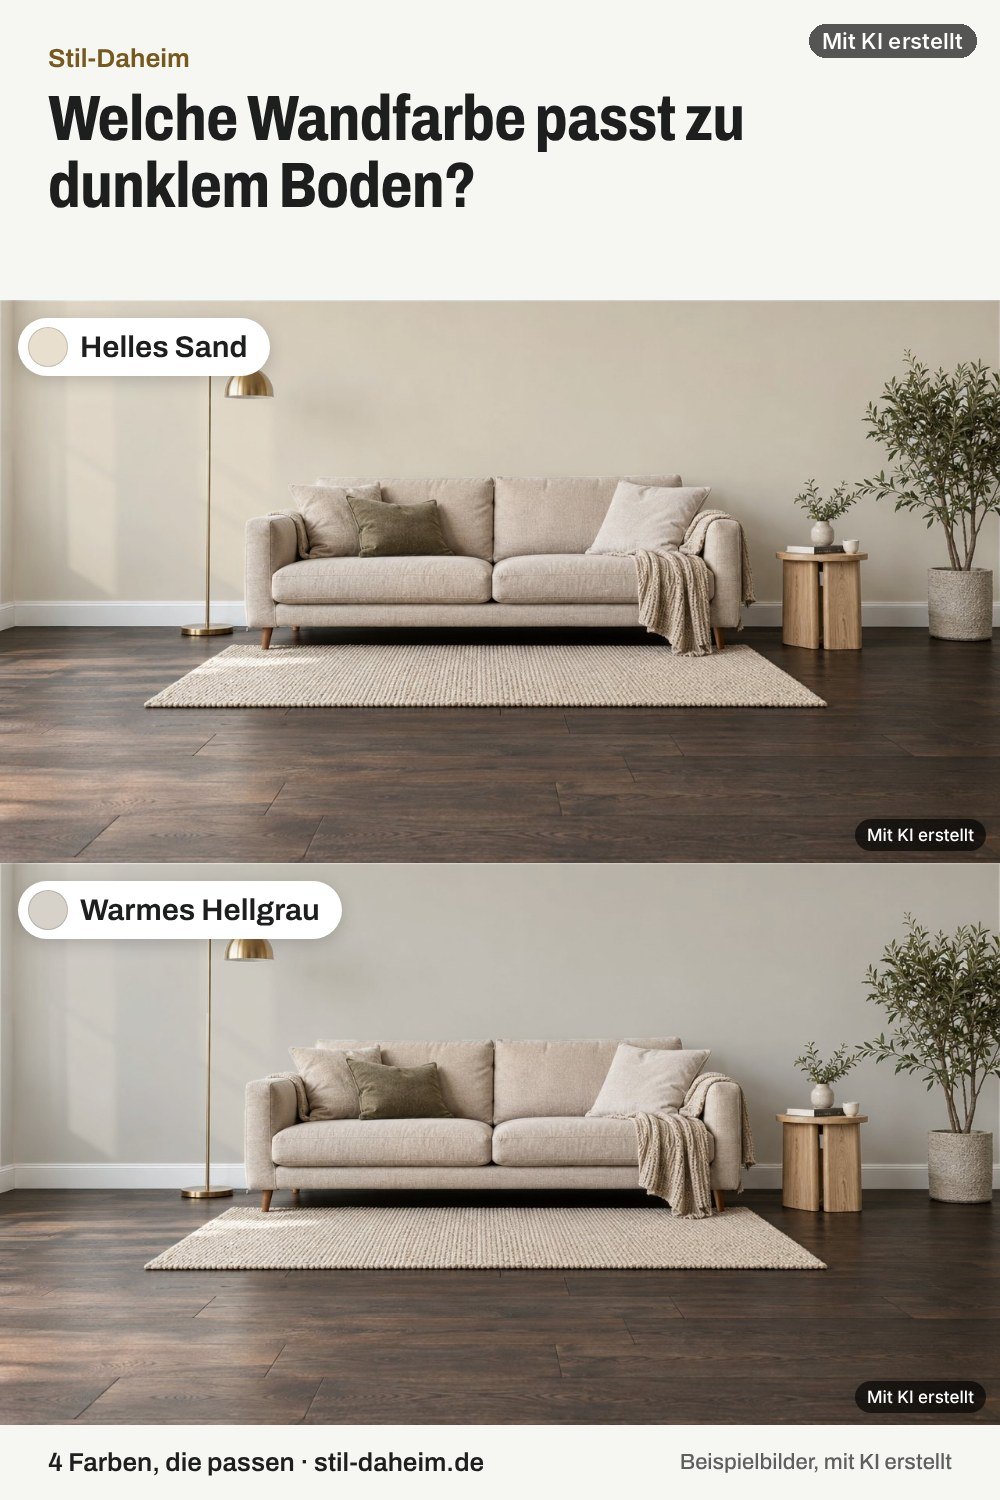 Mit KI erstellt
Stil-Daheim
Welche Wandfarbe passt zu
dunklem Boden?
Helles Sand
Mit KI erstellt
Warmes Hellgrau
Mit KI erstellt
4 Farben, die passen · stil-daheim.de
Beispielbilder, mit KI erstellt